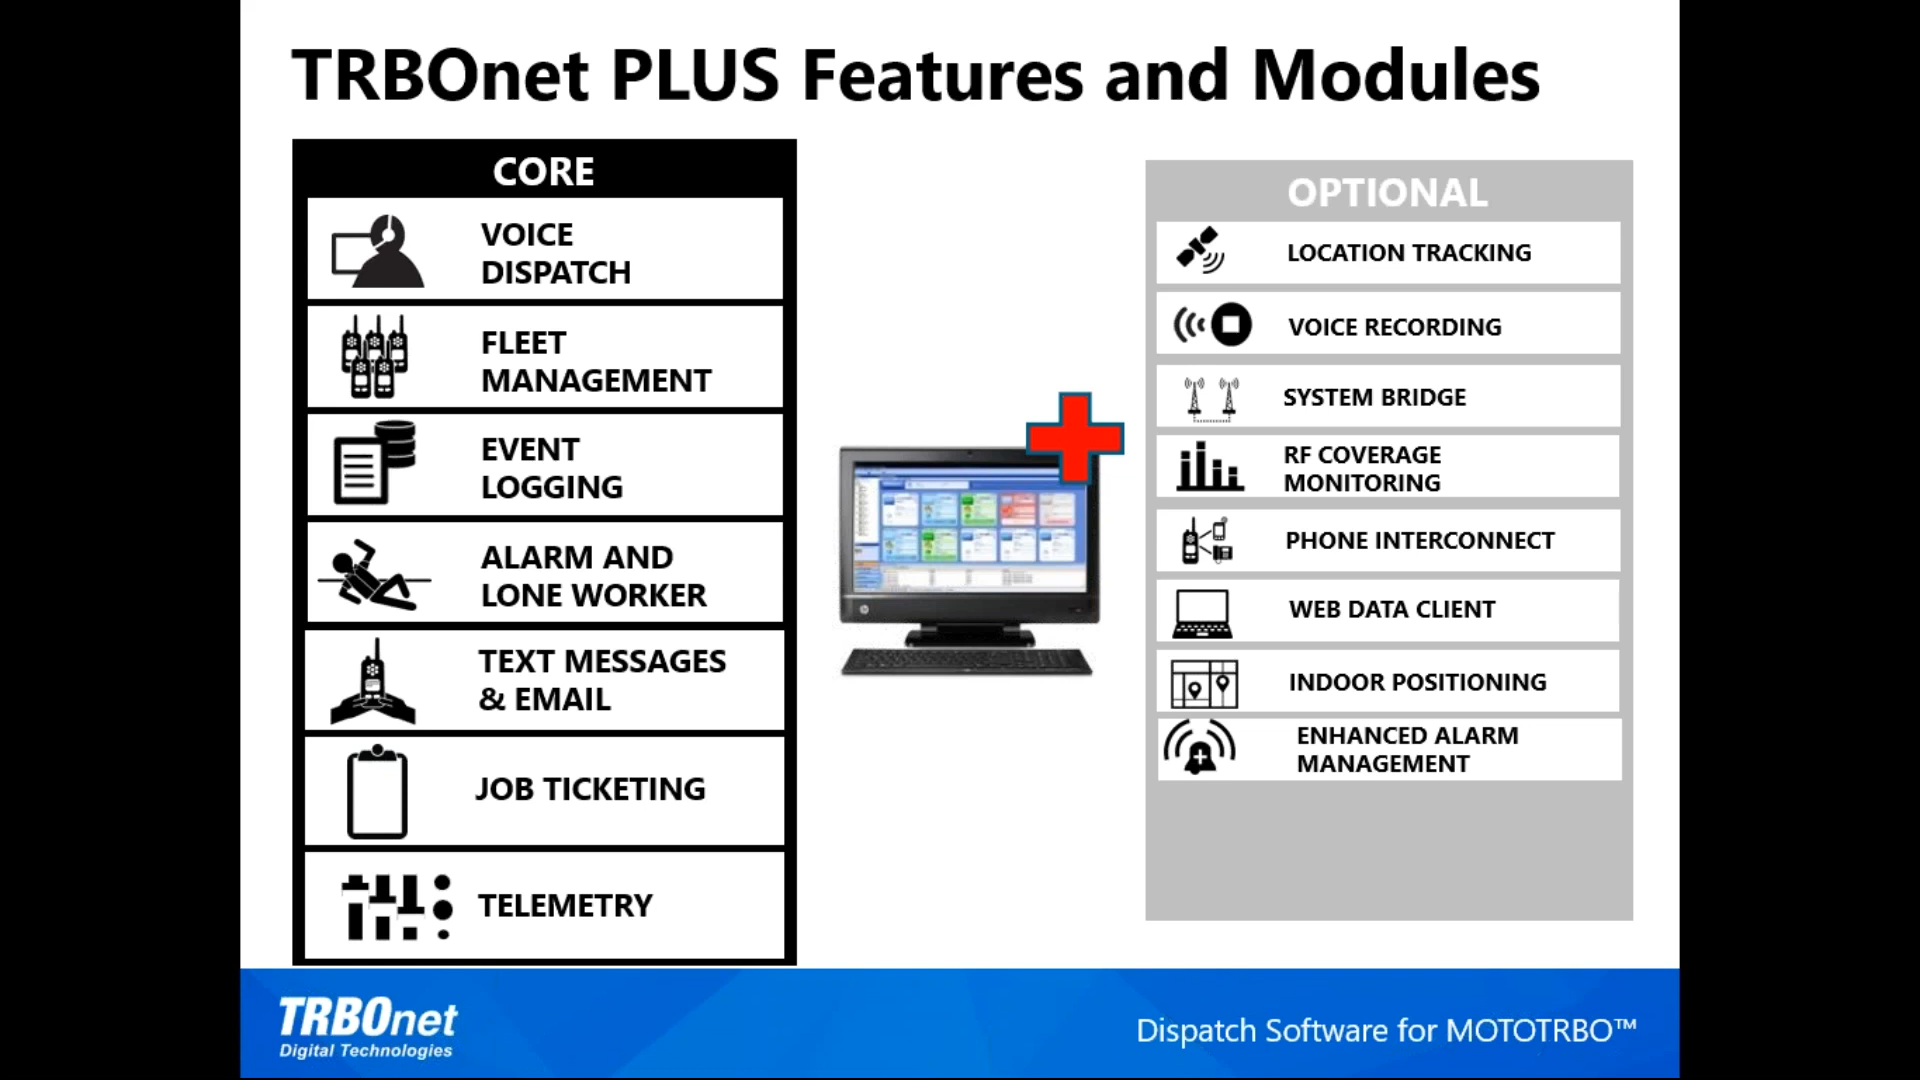 TRBOnet PLUS Features and Modules
CORE
VOICE
DISPATCH
FLEET
MANAGEMENT
EVENT
LOGGING
ALARM AND
LONE WORKER
TEXT MESSAGES
& EMAIL
JOB TICKETING
TELEMETRY
OPTIONAL
LOCATION TRACKING
VOICE RECORDING
SYSTEM BRIDGE
RF COVERAGE
MONITORING
PHONE INTERCONNECT
WEB DATA CLIENT
INDOOR POSITIONING
ENHANCED ALARM
MANAGEMENT
TRBOnet
Digital Technologies
Dispatch Software for MOTOTRBO™